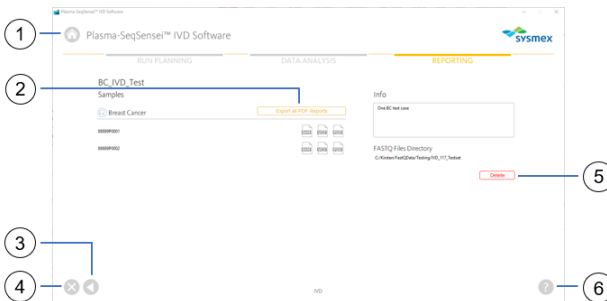 Plasma-SeqSensei™ IVD Software
1
Plasma-SeqSensei™ IVD Software
sysmex
RUN PLANNING
DATA ANALYSIS
REPORTING
2
BC_IVD_Test
Samples
Info
Breast Cancer
Export all PDF Reports
One BC test case
FASTQ Files Directory
Delete
5
3
4
IVD
?
6